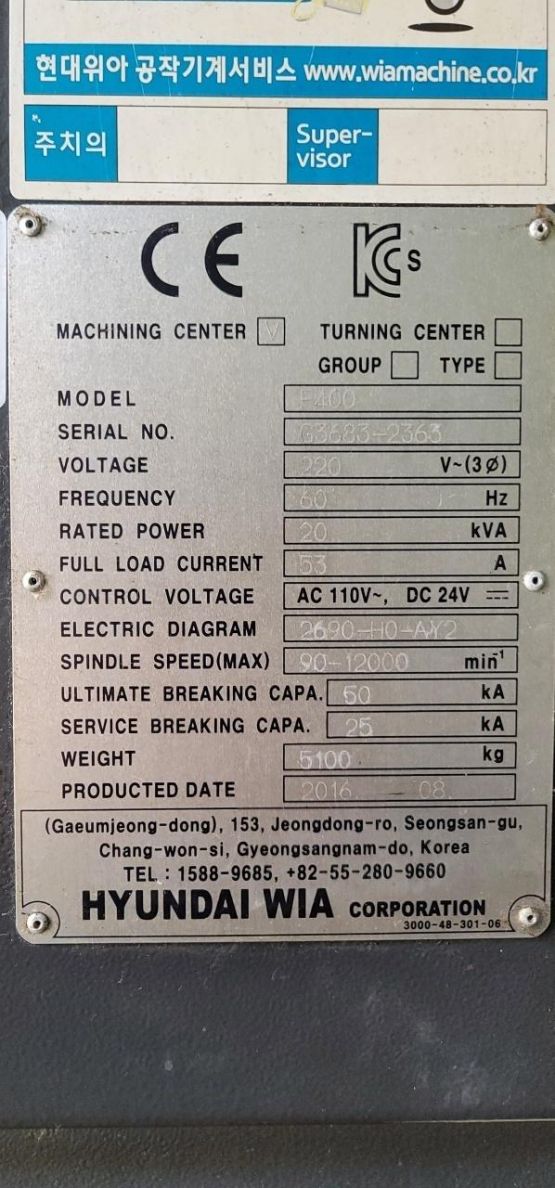 현대위아 공작기계서비스 www.wiamachine.co.kr
주치의
Super-
visor
CE KCs
MACHINING CENTER V TURNING CENTER
GROUP TYPE
MODEL F400
SERIAL NO. G3683-2363
VOLTAGE 220 V~(3Ø)
FREQUENCY 60 Hz
RATED POWER 20 kVA
FULL LOAD CURRENT 53 A
CONTROL VOLTAGE AC 110V~, DC 24V ⎓
ELECTRIC DIAGRAM 2690-H0-AY2
SPINDLE SPEED(MAX) 90-12000 min⁻¹
ULTIMATE BREAKING CAPA. 50 kA
SERVICE BREAKING CAPA. 25 kA
WEIGHT 5100 kg
PRODUCTED DATE 2016. 08.
(Gaeumjeong-dong), 153, Jeongdong-ro, Seongsan-gu,
Chang-won-si, Gyeongsangnam-do, Korea
TEL : 1588-9685, +82-55-280-9660
HYUNDAI WIA CORPORATION
3000-48-301-06